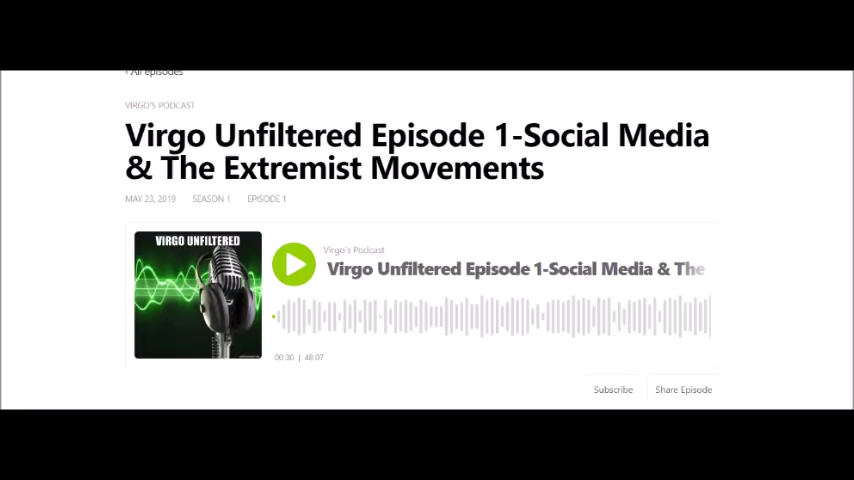 ‹ All episodes
VIRGO'S PODCAST
Virgo Unfiltered Episode 1-Social Media
& The Extremist Movements
MAY 23, 2019 SEASON 1 EPISODE 1
VIRGO UNFILTERED
Virgo's Podcast
Virgo Unfiltered Episode 1-Social Media & The
00:30 | 48:07
Subscribe Share Episode